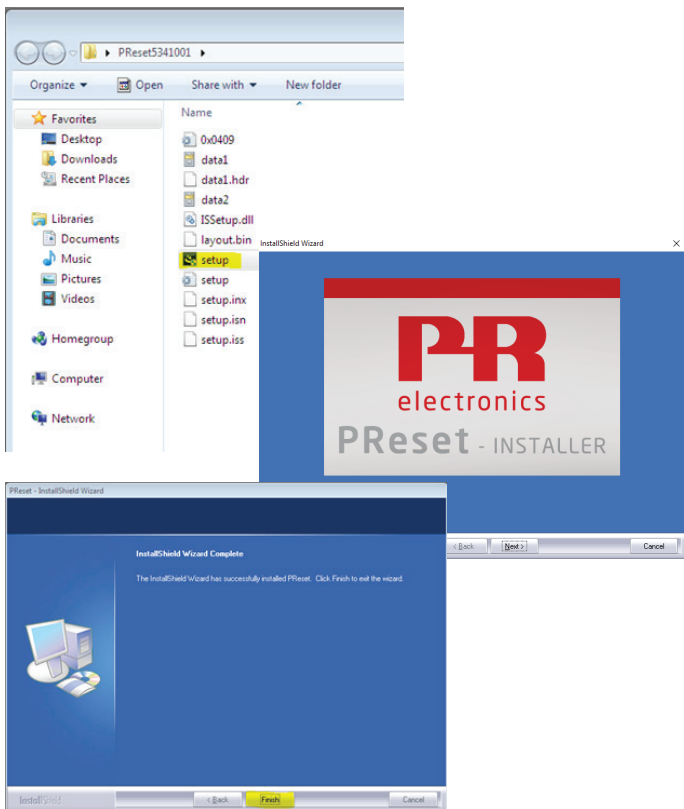 PReset5341001
Organize
Open
Share with
New folder
Favorites
Desktop
Downloads
Recent Places
Libraries
Documents
Music
Pictures
Videos
Homegroup
Computer
Network
Name
0x0409
data1
data1.hdr
data2
ISSetup.dll
layout.bin
setup
setup
setup.inx
setup.isn
setup.iss
InstallShield Wizard
PR
electronics
PReset - INSTALLER
< Back
Next >
Cancel
PReset - InstallShield Wizard
InstallShield Wizard Complete
The InstallShield Wizard has successfully installed PReset. Click Finish to exit the wizard.
InstallShield
< Back
Finish
Cancel